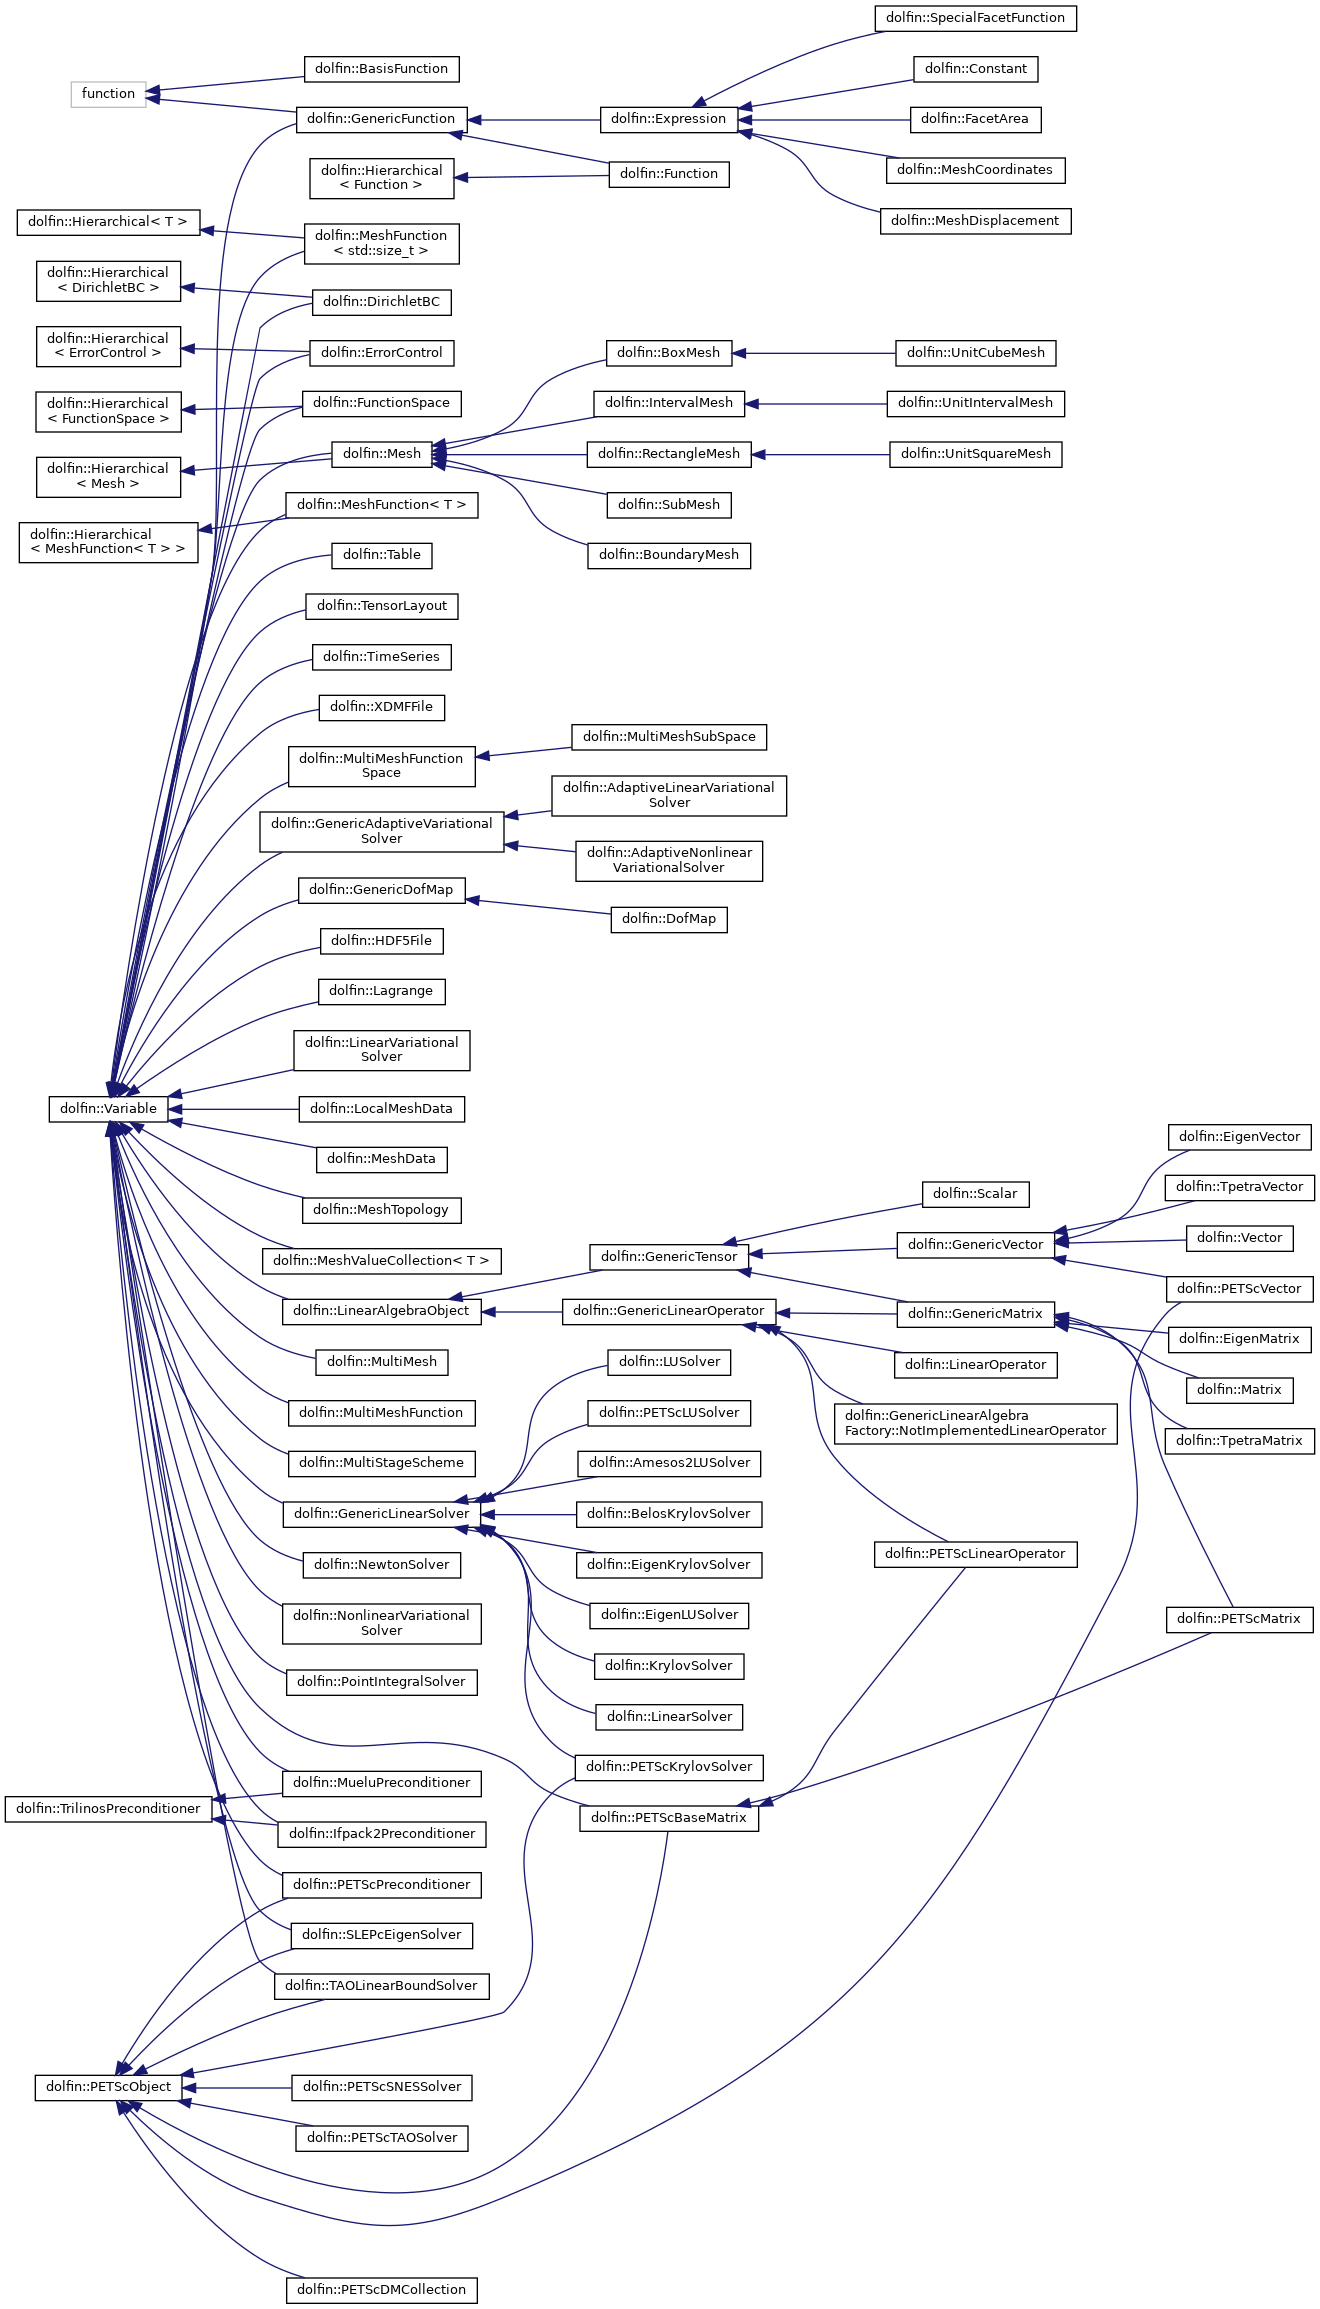 dolfin::SpecialFacetFunction
dolfin::BasisFunction
dolfin::Constant
function
dolfin::GenericFunction
dolfin::Expression
dolfin::FacetArea
dolfin::Hierarchical
< Function >
dolfin::Function
dolfin::MeshCoordinates
dolfin::Hierarchical< T >
dolfin::MeshFunction
< std::size_t >
dolfin::MeshDisplacement
dolfin::Hierarchical
< DirichletBC >
dolfin::DirichletBC
dolfin::Hierarchical
< ErrorControl >
dolfin::ErrorControl
dolfin::BoxMesh
dolfin::UnitCubeMesh
dolfin::Hierarchical
< FunctionSpace >
dolfin::FunctionSpace
dolfin::IntervalMesh
dolfin::UnitIntervalMesh
dolfin::Hierarchical
< Mesh >
dolfin::Mesh
dolfin::RectangleMesh
dolfin::UnitSquareMesh
dolfin::MeshFunction< T >
dolfin::SubMesh
dolfin::Hierarchical
< MeshFunction< T > >
dolfin::Table
dolfin::BoundaryMesh
dolfin::TensorLayout
dolfin::TimeSeries
dolfin::XDMFFile
dolfin::MultiMeshFunction
Space
dolfin::MultiMeshSubSpace
dolfin::GenericAdaptiveVariational
Solver
dolfin::AdaptiveLinearVariational
Solver
dolfin::AdaptiveNonlinear
VariationalSolver
dolfin::GenericDofMap
dolfin::DofMap
dolfin::HDF5File
dolfin::Lagrange
dolfin::LinearVariational
Solver
dolfin::Variable
dolfin::LocalMeshData
dolfin::MeshData
dolfin::EigenVector
dolfin::MeshTopology
dolfin::Scalar
dolfin::TpetraVector
dolfin::MeshValueCollection< T >
dolfin::GenericTensor
dolfin::GenericVector
dolfin::Vector
dolfin::LinearAlgebraObject
dolfin::GenericLinearOperator
dolfin::GenericMatrix
dolfin::PETScVector
dolfin::MultiMesh
dolfin::LUSolver
dolfin::LinearOperator
dolfin::EigenMatrix
dolfin::Matrix
dolfin::MultiMeshFunction
dolfin::PETScLUSolver
dolfin::GenericLinearAlgebra
Factory::NotImplementedLinearOperator
dolfin::TpetraMatrix
dolfin::MultiStageScheme
dolfin::Amesos2LUSolver
dolfin::GenericLinearSolver
dolfin::BelosKrylovSolver
dolfin::NewtonSolver
dolfin::EigenKrylovSolver
dolfin::PETScLinearOperator
dolfin::NonlinearVariational
Solver
dolfin::EigenLUSolver
dolfin::PETScMatrix
dolfin::PointIntegralSolver
dolfin::KrylovSolver
dolfin::LinearSolver
dolfin::PETScKrylovSolver
dolfin::MueluPreconditioner
dolfin::TrilinosPreconditioner
dolfin::PETScBaseMatrix
dolfin::Ifpack2Preconditioner
dolfin::PETScPreconditioner
dolfin::SLEPcEigenSolver
dolfin::TAOLinearBoundSolver
dolfin::PETScObject
dolfin::PETScSNESSolver
dolfin::PETScTAOSolver
dolfin::PETScDMCollection